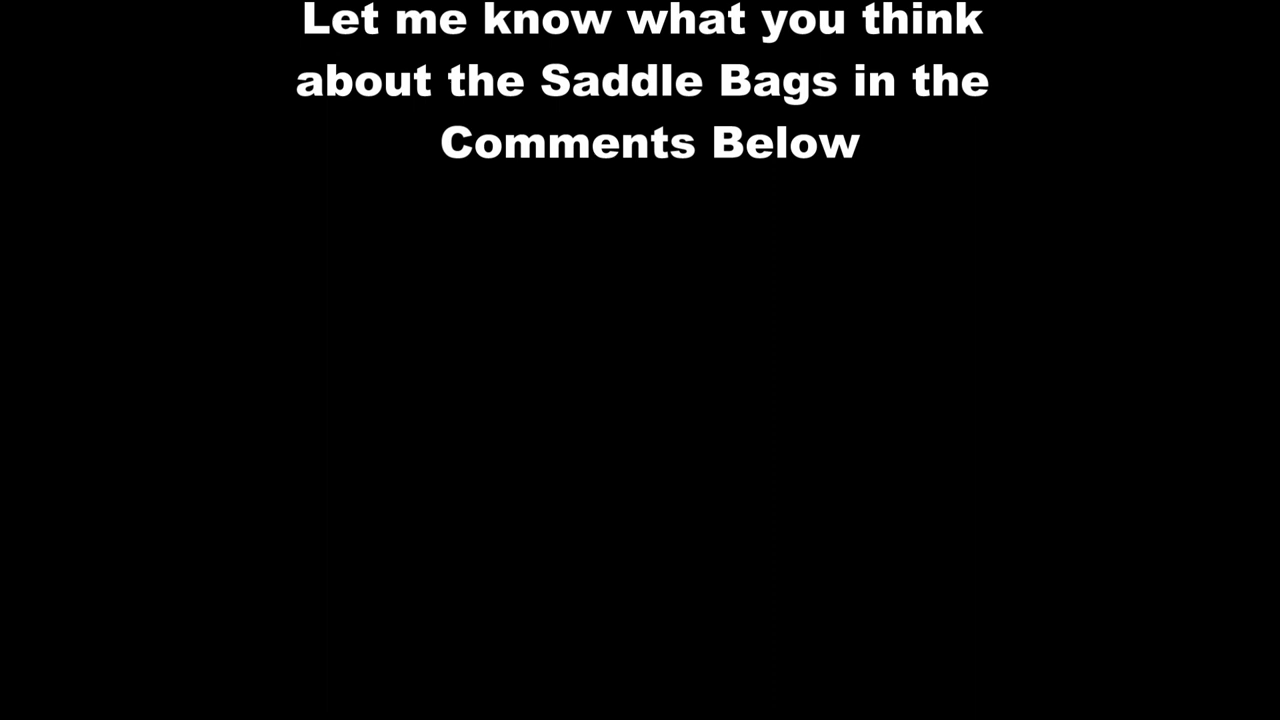 Let me know what you think
about the Saddle Bags in the
Comments Below